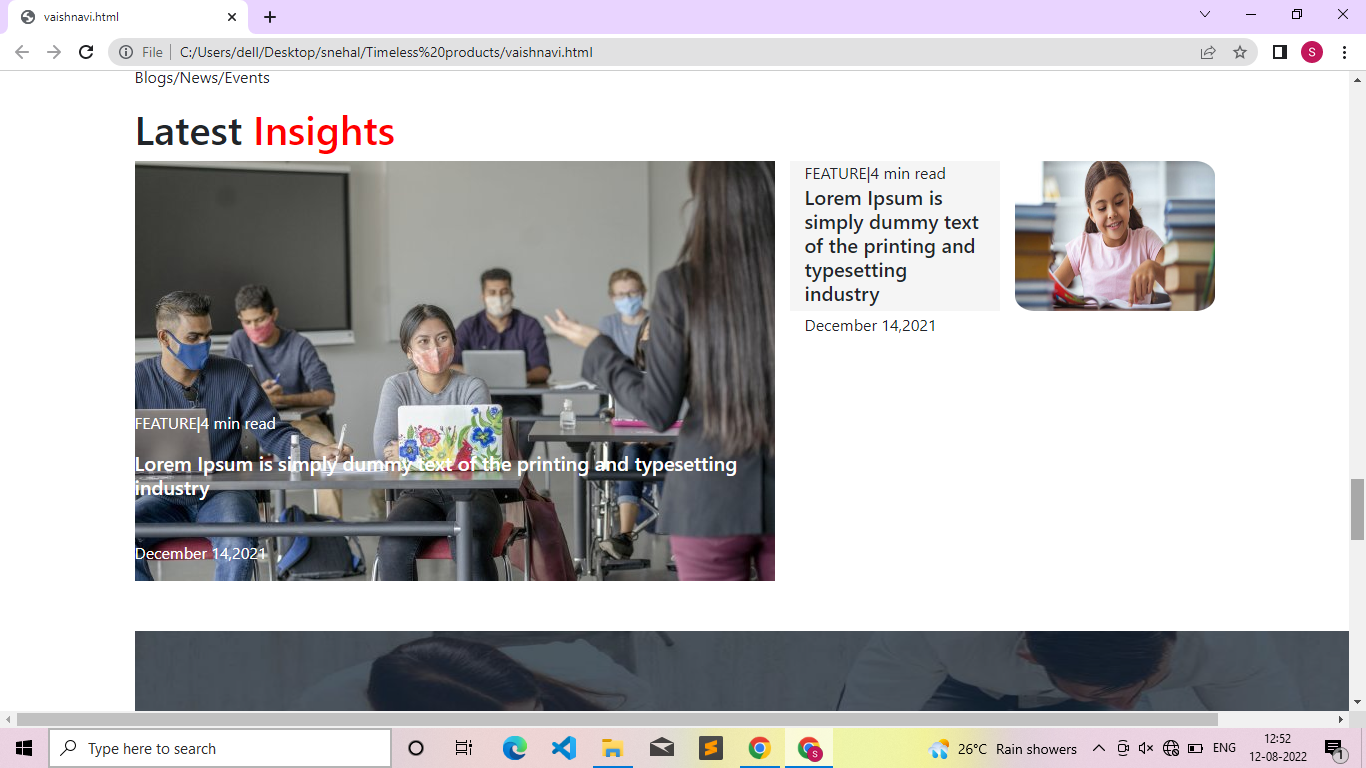 vaishnavi.html
File
C:/Users/dell/Desktop/snehal/Timeless%20products/vaishnavi.html
S
Blogs/News/Events
Latest Insights
FEATURE|4 min read
Lorem Ipsum is simply dummy text of the printing and typesetting
industry
December 14,2021
FEATURE|4 min read
Lorem Ipsum is
simply dummy text
of the printing and
typesetting
industry
December 14,2021
Type here to search
S
S
26°C Rain showers
ENG
12:52
12-08-2022
1